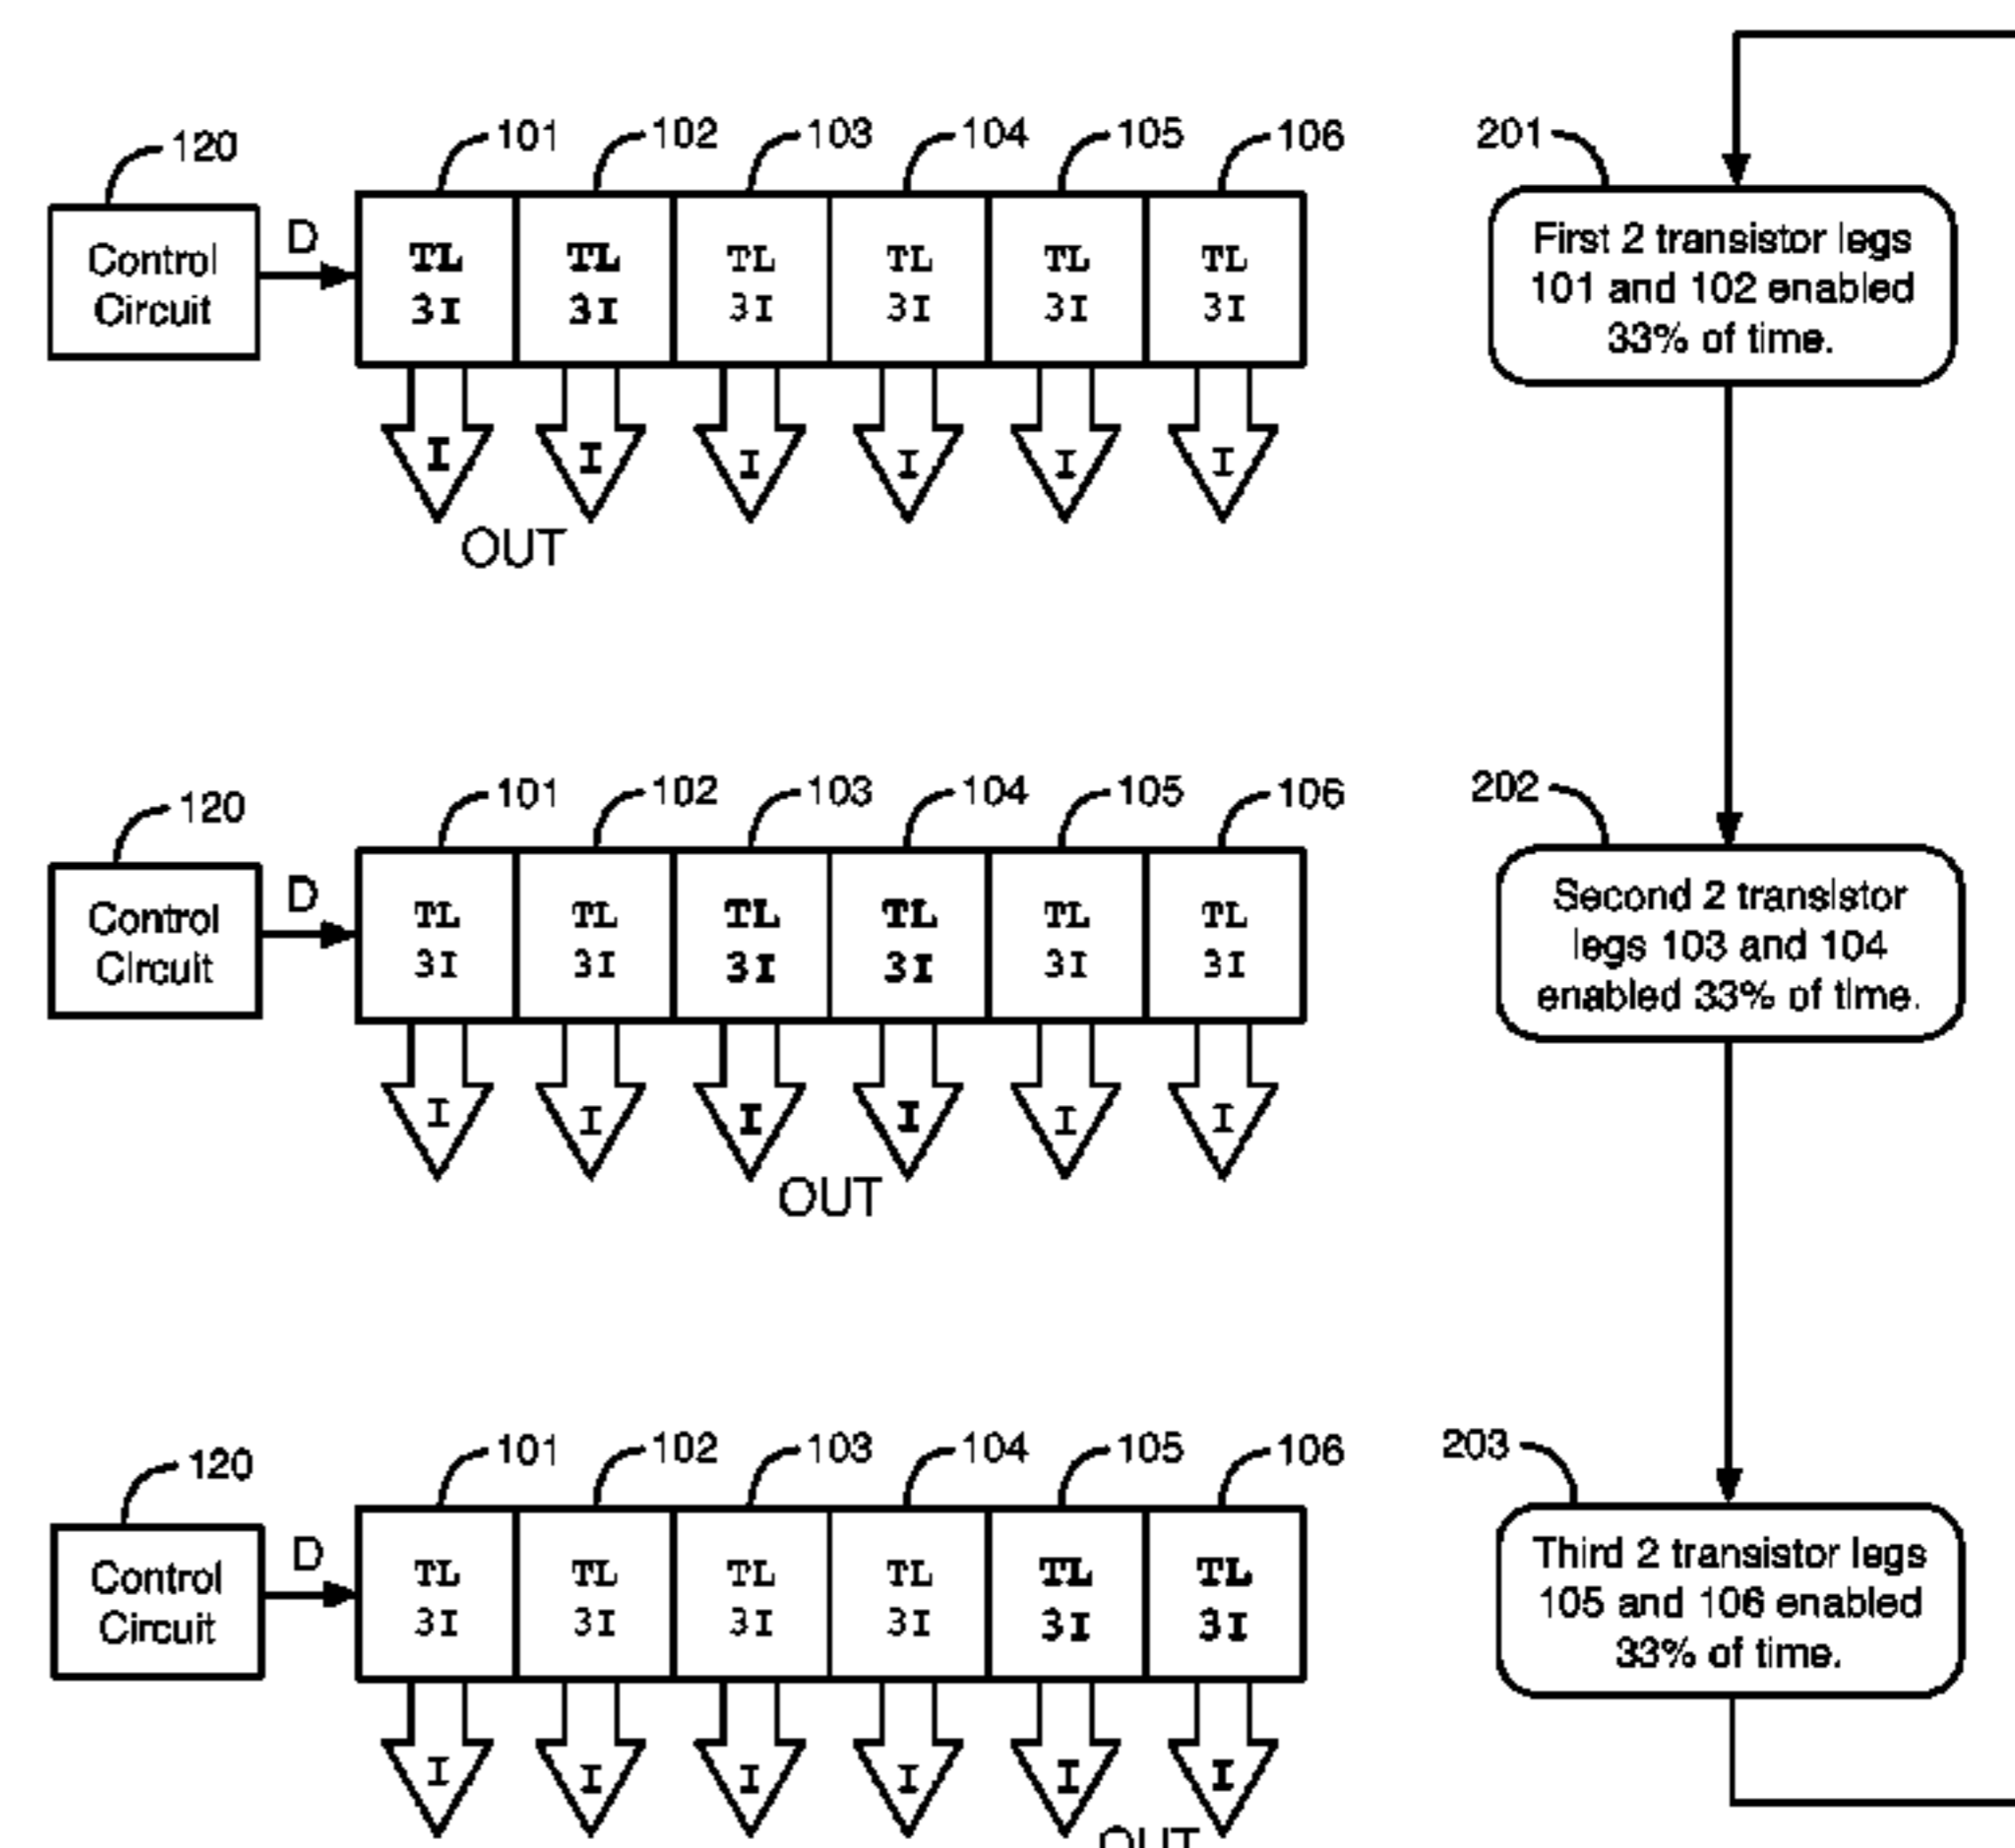 120 101 102 103 104 105 106 201
Control Circuit
D
TL TL TL TL TL TL
3I 3I 3I 3I 3I 3I
I I I I I I
OUT
First 2 transistor legs
101 and 102 enabled
33% of time.
120 101 102 103 104 105 106 202
Control Circuit
D
TL TL TL TL TL TL
3I 3I 3I 3I 3I 3I
I I I I I I
OUT
Second 2 transistor
legs 103 and 104
enabled 33% of time.
120 101 102 103 104 105 106 203
Control Circuit
D
TL TL TL TL TL TL
3I 3I 3I 3I 3I 3I
I I I I I I
OUT
Third 2 transistor legs
105 and 106 enabled
33% of time.